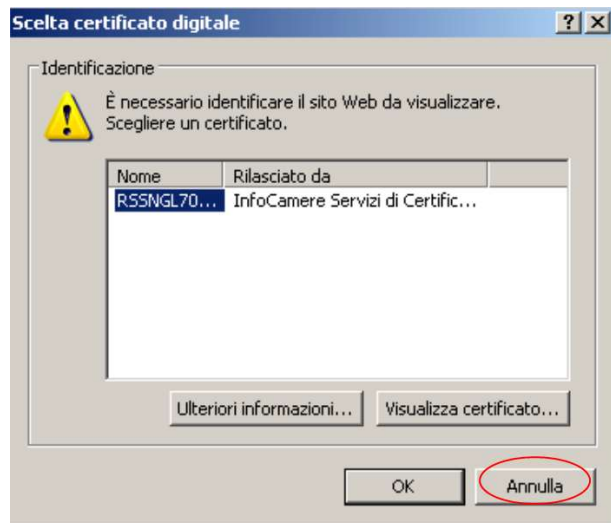 Scelta certificato digitale
Identificazione
È necessario identificare il sito Web da visualizzare.
Scegliere un certificato.
Nome Rilasciato da
RSSNGL70... InfoCamere Servizi di Certific...
Ulteriori informazioni... Visualizza certificato...
OK Annulla